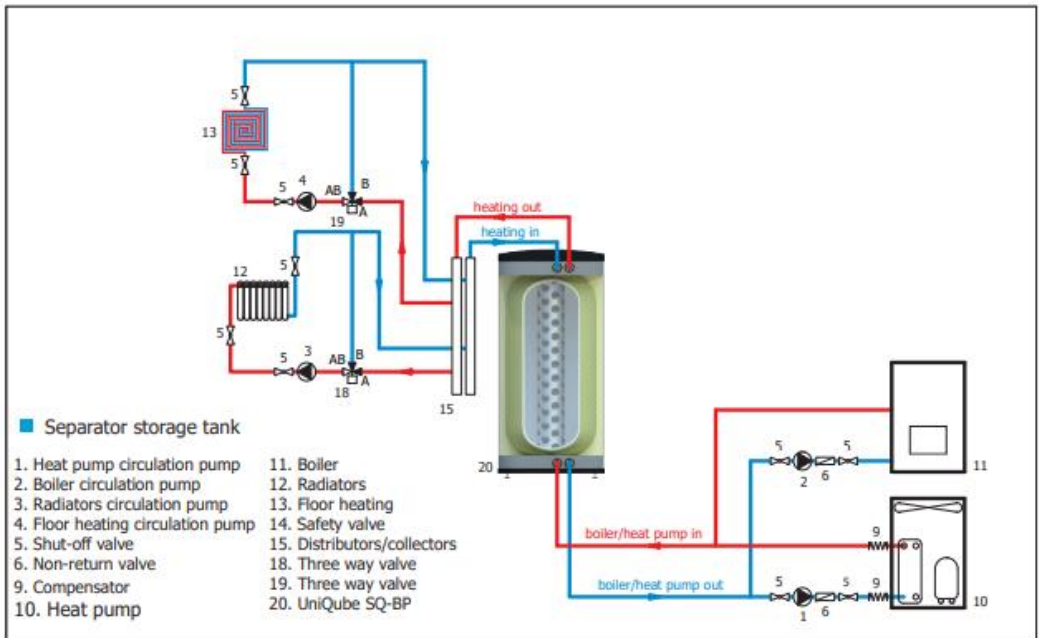 5
13
5
5
4
AB
B
A
19
heating out
heating in
12
5
5
5
3
AB
B
A
18
15
20
1
1
5
5
2
6
11
boiler/heat pump in
9
boiler/heat pump out
5
5
9
1
6
10
Separator storage tank
1. Heat pump circulation pump
2. Boiler circulation pump
3. Radiators circulation pump
4. Floor heating circulation pump
5. Shut-off valve
6. Non-return valve
9. Compensator
10. Heat pump
11. Boiler
12. Radiators
13. Floor heating
14. Safety valve
15. Distributors/collectors
18. Three way valve
19. Three way valve
20. UniQube SQ-BP